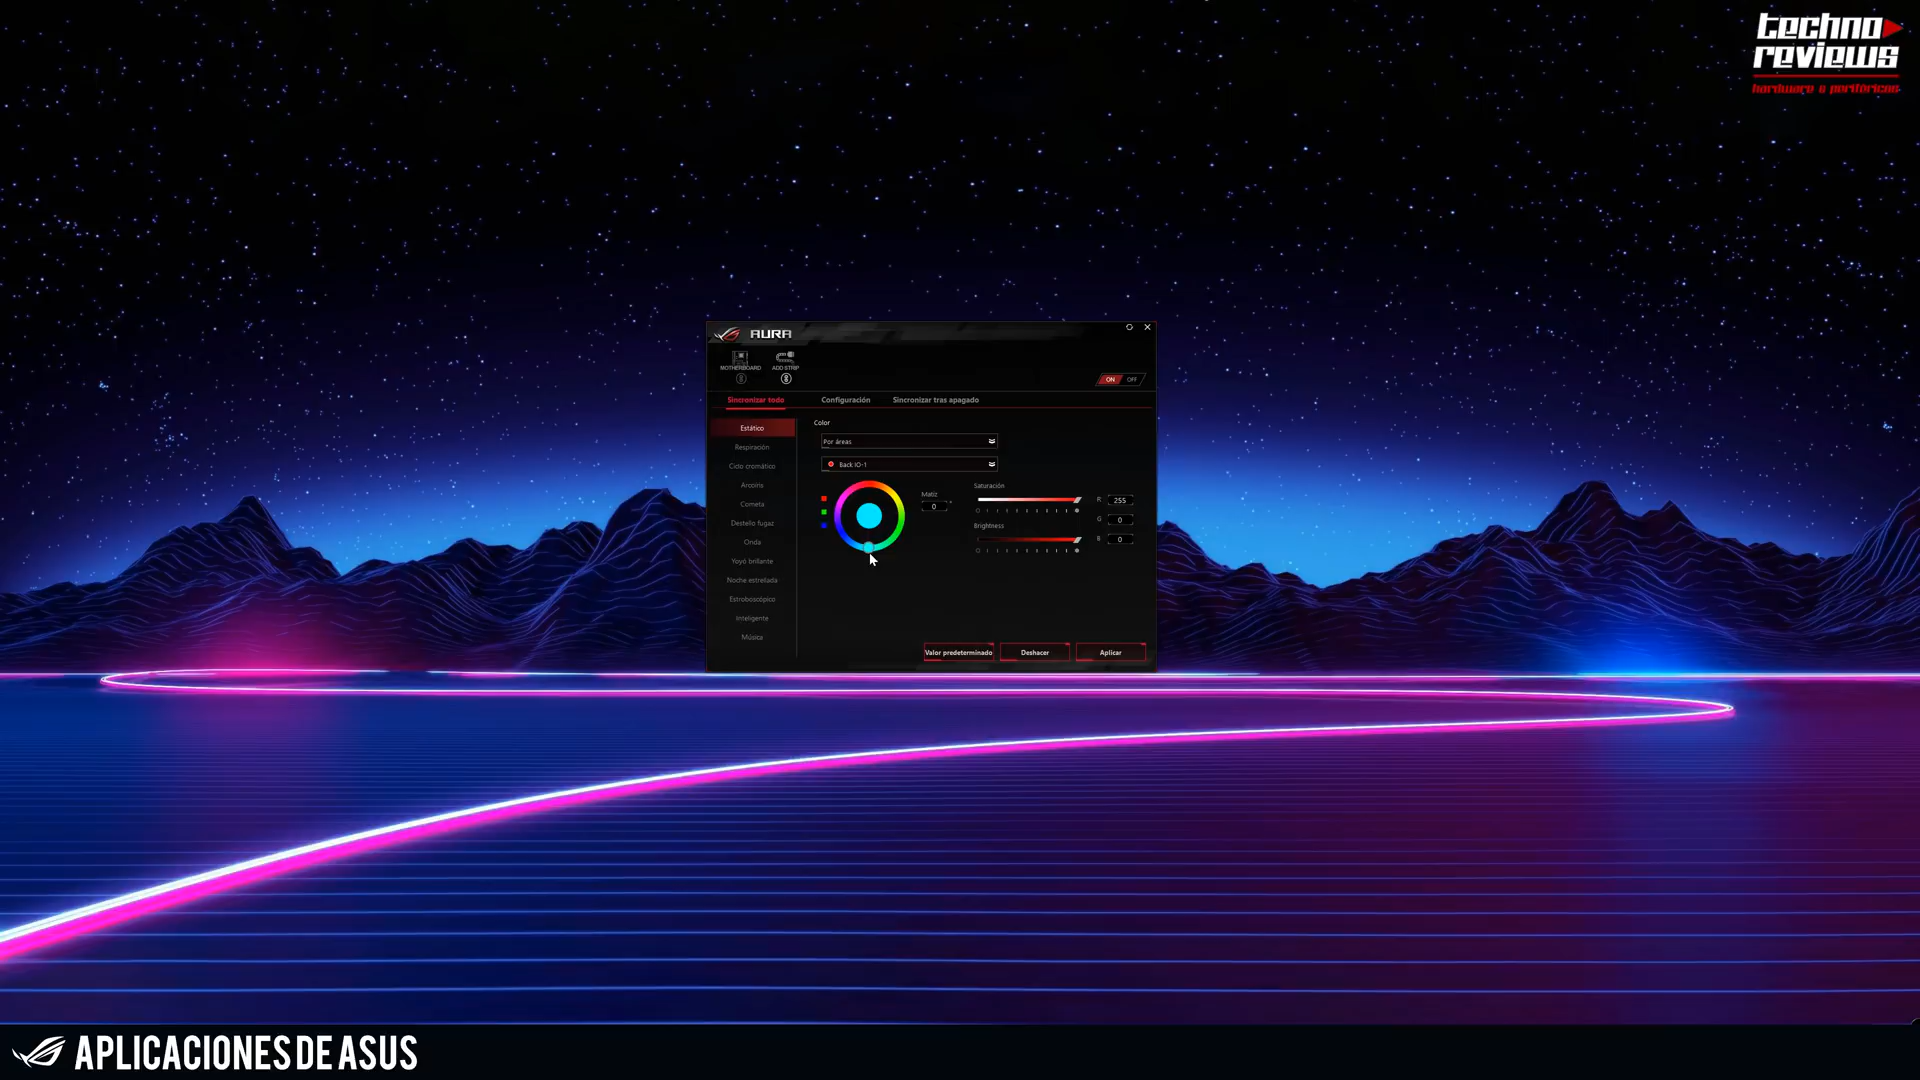 techno
reviews
hardware & periféricos
AURA
MOTHERBOARD
ADD STRIP
ON OFF
Sincronizar todo
Configuración
Sincronizar tras apagado
Estático
Respiración
Ciclo cromático
Arcoíris
Cometa
Destello fugaz
Onda
Yoyó brillante
Noche estrellada
Estroboscópico
Inteligente
Música
Color
Por áreas
Back IO-1
Matiz
0
Saturación
Brightness
R 255
G 0
B 0
Valor predeterminado
Deshacer
Aplicar
APLICACIONES DE ASUS